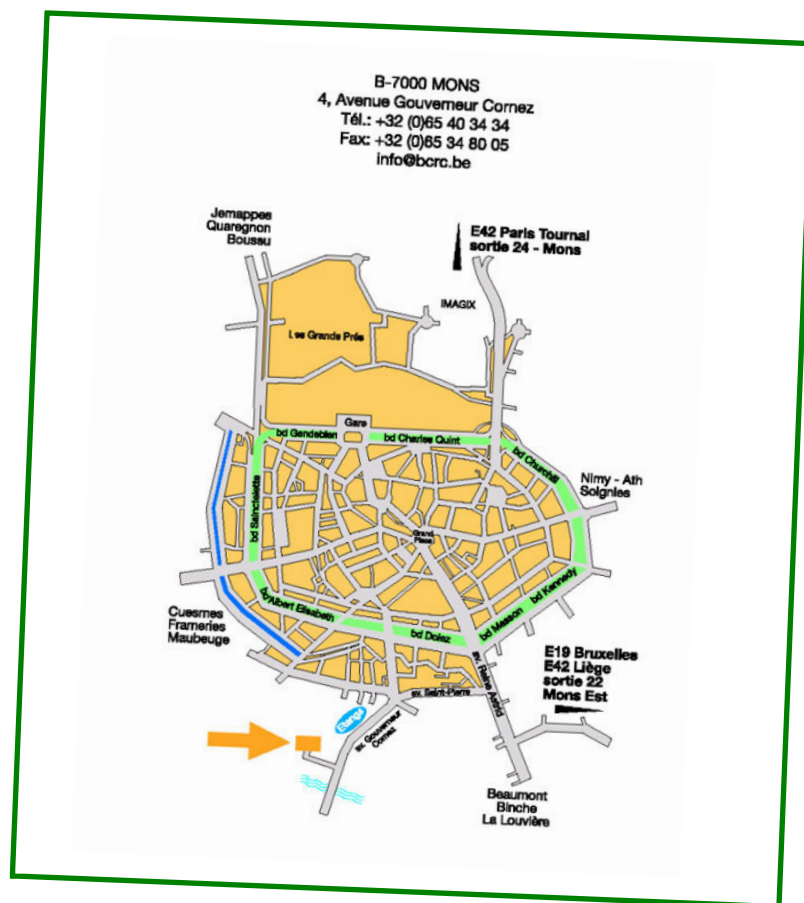 B-7000 MONS
4, Avenue Gouverneur Cornez
Tél.: +32 (0)65 40 34 34
Fax: +32 (0)65 34 80 05
info@bcrc.be
Jemappes
Quaregnon
Boussu
E42 Paris Tournai
sortie 24 - Mons
IMAGIX
Les Grands Prés
Gare
bd Gendebien
bd Charles Quint
bd Churchill
Nimy - Ath
Soignies
bd Sainctelette
Grand
Place
bd Kennedy
bd Albert Elisabeth
bd Masson
bd Dolez
Cuesmes
Frameries
Maubeuge
E19 Bruxelles
E42 Liège
sortie 22
Mons Est
av. Reine Astrid
av. Saint-Pierre
Etangs
av. Gouverneur
Cornez
Beaumont
Binche
La Louvière